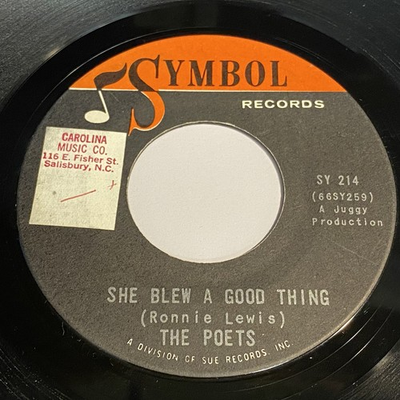 SYMBOL
RECORDS
CAROLINA
MUSIC CO.
116 E. Fisher St.
Salisbury, N.C.
SY 214
(66SY259)
A Juggy
Production
SHE BLEW A GOOD THING
(Ronnie Lewis)
THE POETS
A DIVISION OF SUE RECORDS, INC.